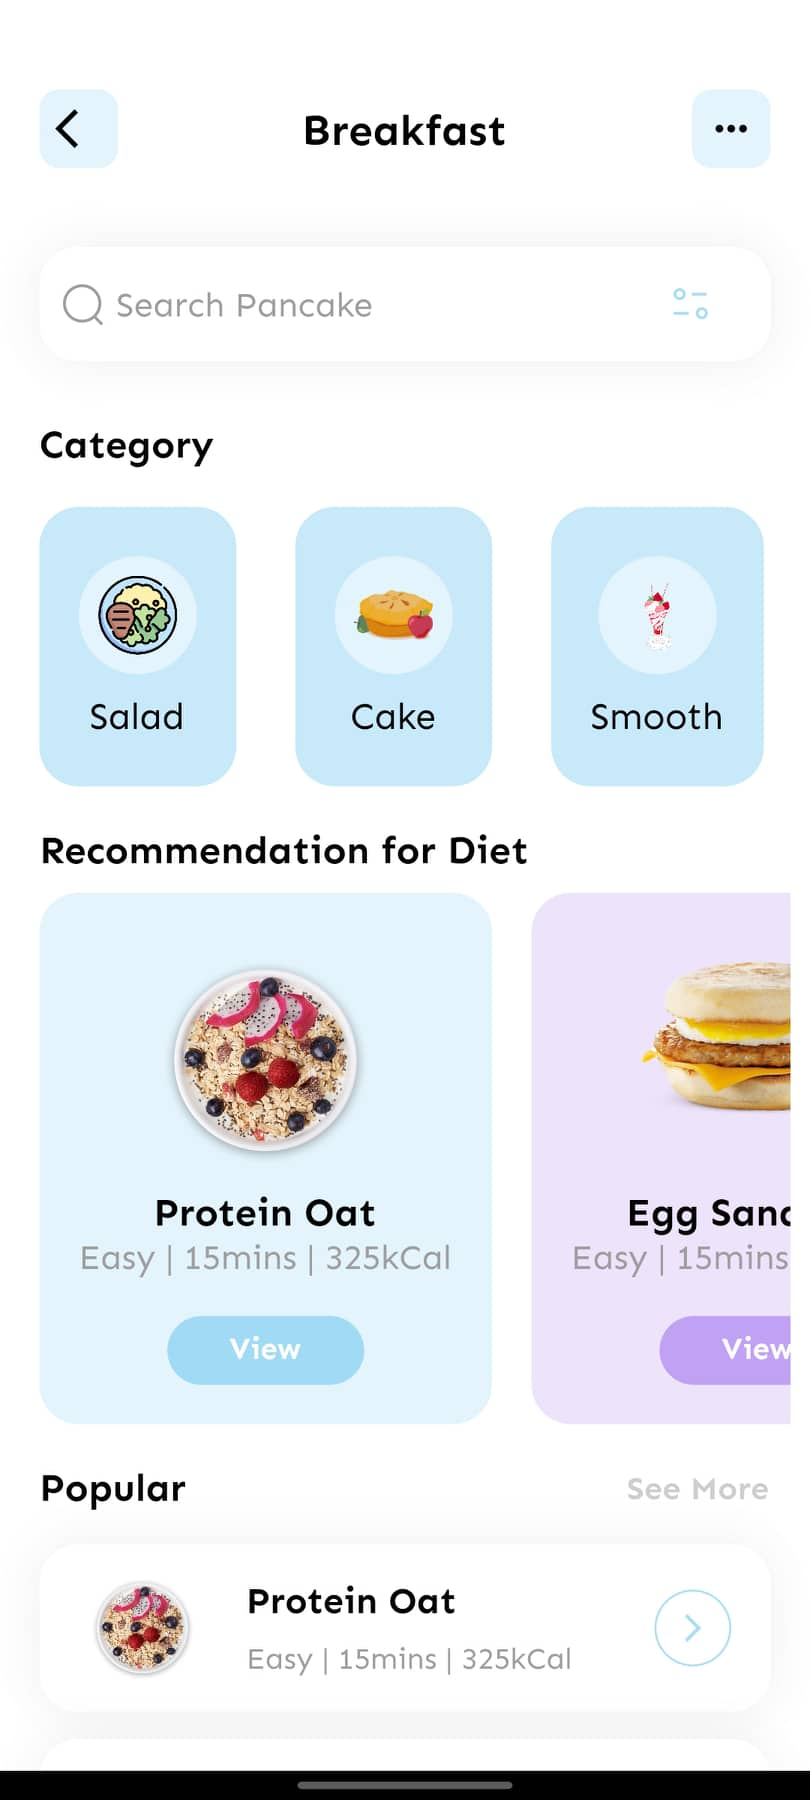 Breakfast
Search Pancake
Category
Salad
Cake
Smooth
Recommendation for Diet
Protein Oat
Easy | 15mins | 325kCal
View
Egg Sanc
Easy | 15mins
View
Popular
See More
Protein Oat
Easy | 15mins | 325kCal